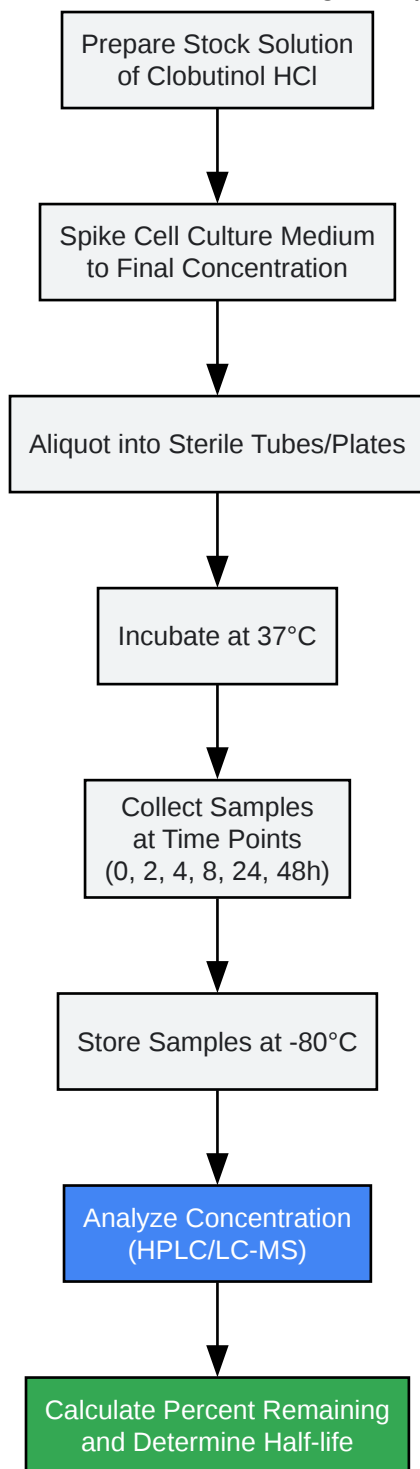 Prepare Stock Solution
of Clobutinol HCl
Spike Cell Culture Medium
to Final Concentration
Aliquot into Sterile Tubes/Plates
Incubate at 37°C
Collect Samples
at Time Points
(0, 2, 4, 8, 24, 48h)
Store Samples at -80°C
Analyze Concentration
(HPLC/LC-MS)
Calculate Percent Remaining
and Determine Half-life